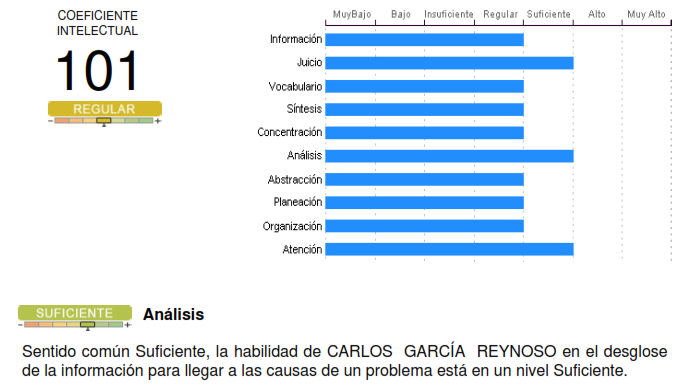 COEFICIENTE
INTELECTUAL
101
REGULAR
- +
MuyBajo Bajo Insuficiente Regular Suficiente Alto Muy Alto
Información
Juicio
Vocabulario
Síntesis
Concentración
Análisis
Abstracción
Planeación
Organización
Atención
SUFICIENTE Análisis
- +
Sentido común Suficiente, la habilidad de CARLOS GARCÍA REYNOSO en el desglose
de la información para llegar a las causas de un problema está en un nivel Suficiente.